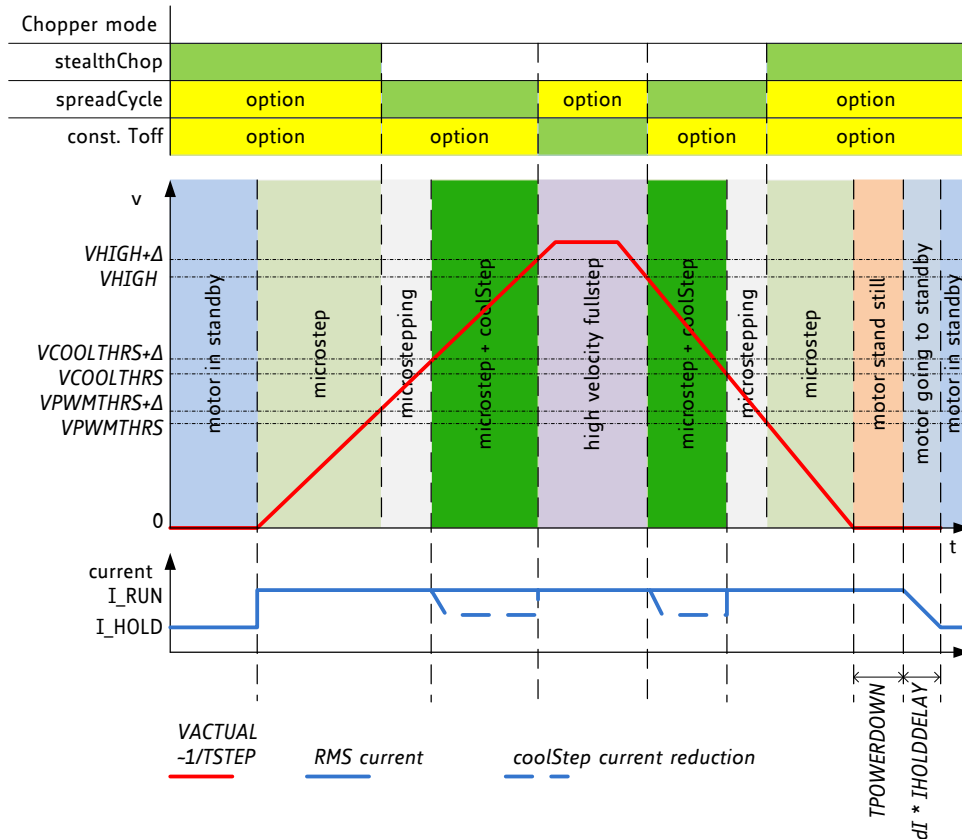 Chopper mode
stealthChop
spreadCycle option option option
const. Toff option option option option
v
VHIGH+Δ
VHIGH
VCOOLTHRS+Δ
VCOOLTHRS
VPWMTHRS+Δ
VPWMTHRS
0
motor in standby
microstep
microstepping
microstep + coolStep
high velocity fullstep
microstep + coolStep
microstepping
microstep
motor stand still
motor going to standby
motor in standby
t
current
I_RUN
I_HOLD
TPOWERDOWN
dI * IHOLDDELAY
VACTUAL
~1/TSTEP
RMS current
coolStep current reduction